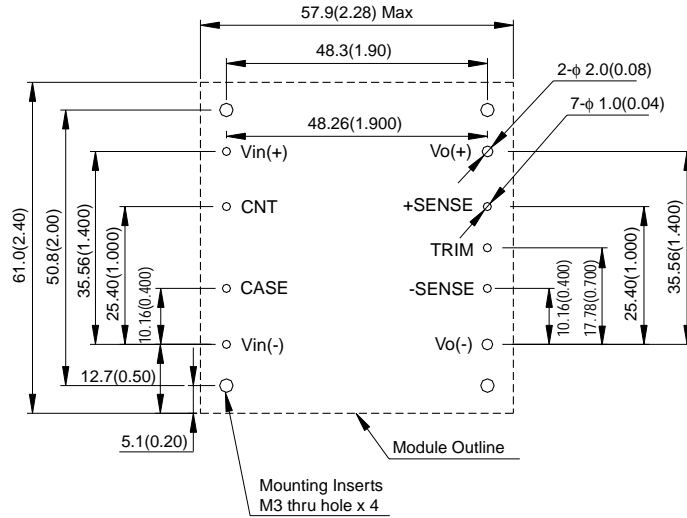 57.9(2.28) Max
48.3(1.90)
2-ϕ 2.0(0.08)
7-ϕ 1.0(0.04)
48.26(1.900)
Vin(+)
Vo(+)
CNT
+SENSE
TRIM
CASE
-SENSE
Vin(-)
Vo(-)
61.0(2.40)
50.8(2.00)
35.56(1.400)
25.40(1.000)
10.16(0.400)
10.16(0.400)
17.78(0.700)
25.40(1.000)
35.56(1.400)
12.7(0.50)
5.1(0.20)
Module Outline
Mounting Inserts
M3 thru hole x 4